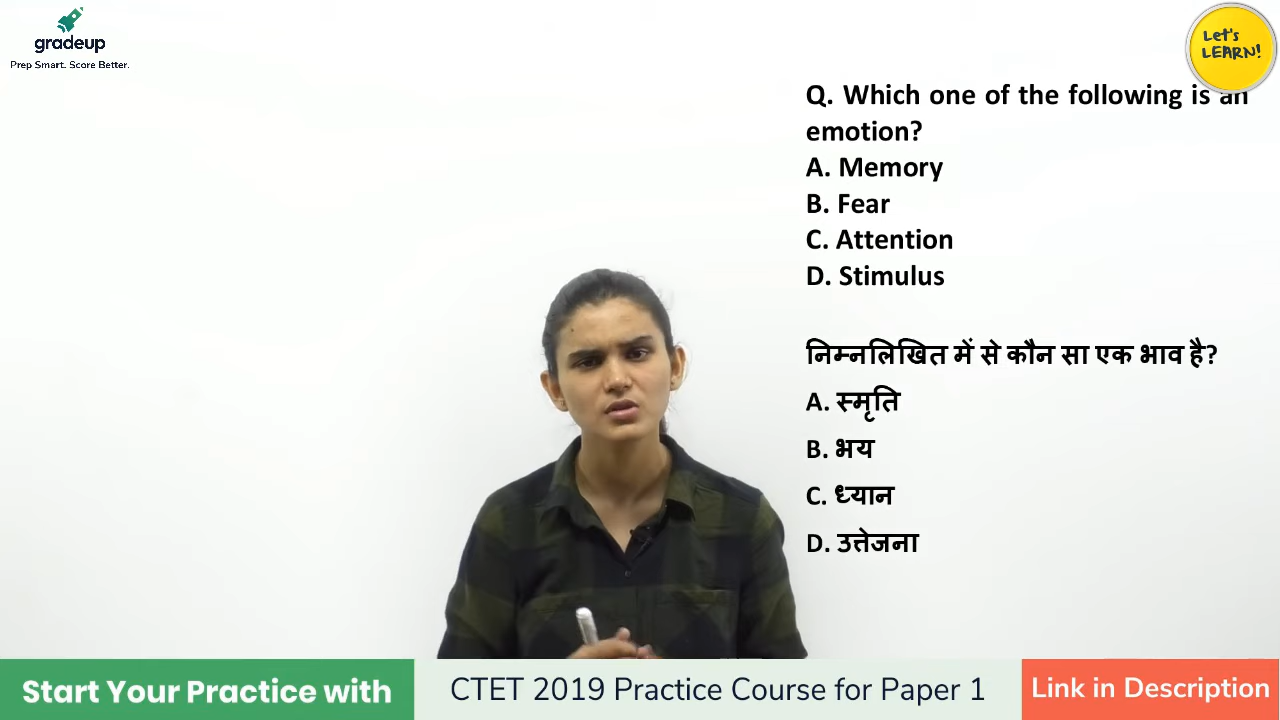 gradeup
Prep Smart. Score Better.
Let's
LEARN!
Q. Which one of the following is an
emotion?
A. Memory
B. Fear
C. Attention
D. Stimulus
निम्नलिखित में से कौन सा एक भाव है?
A. स्मृति
B. भय
C. ध्यान
D. उत्तेजना
Start Your Practice with
CTET 2019 Practice Course for Paper 1
Link in Description